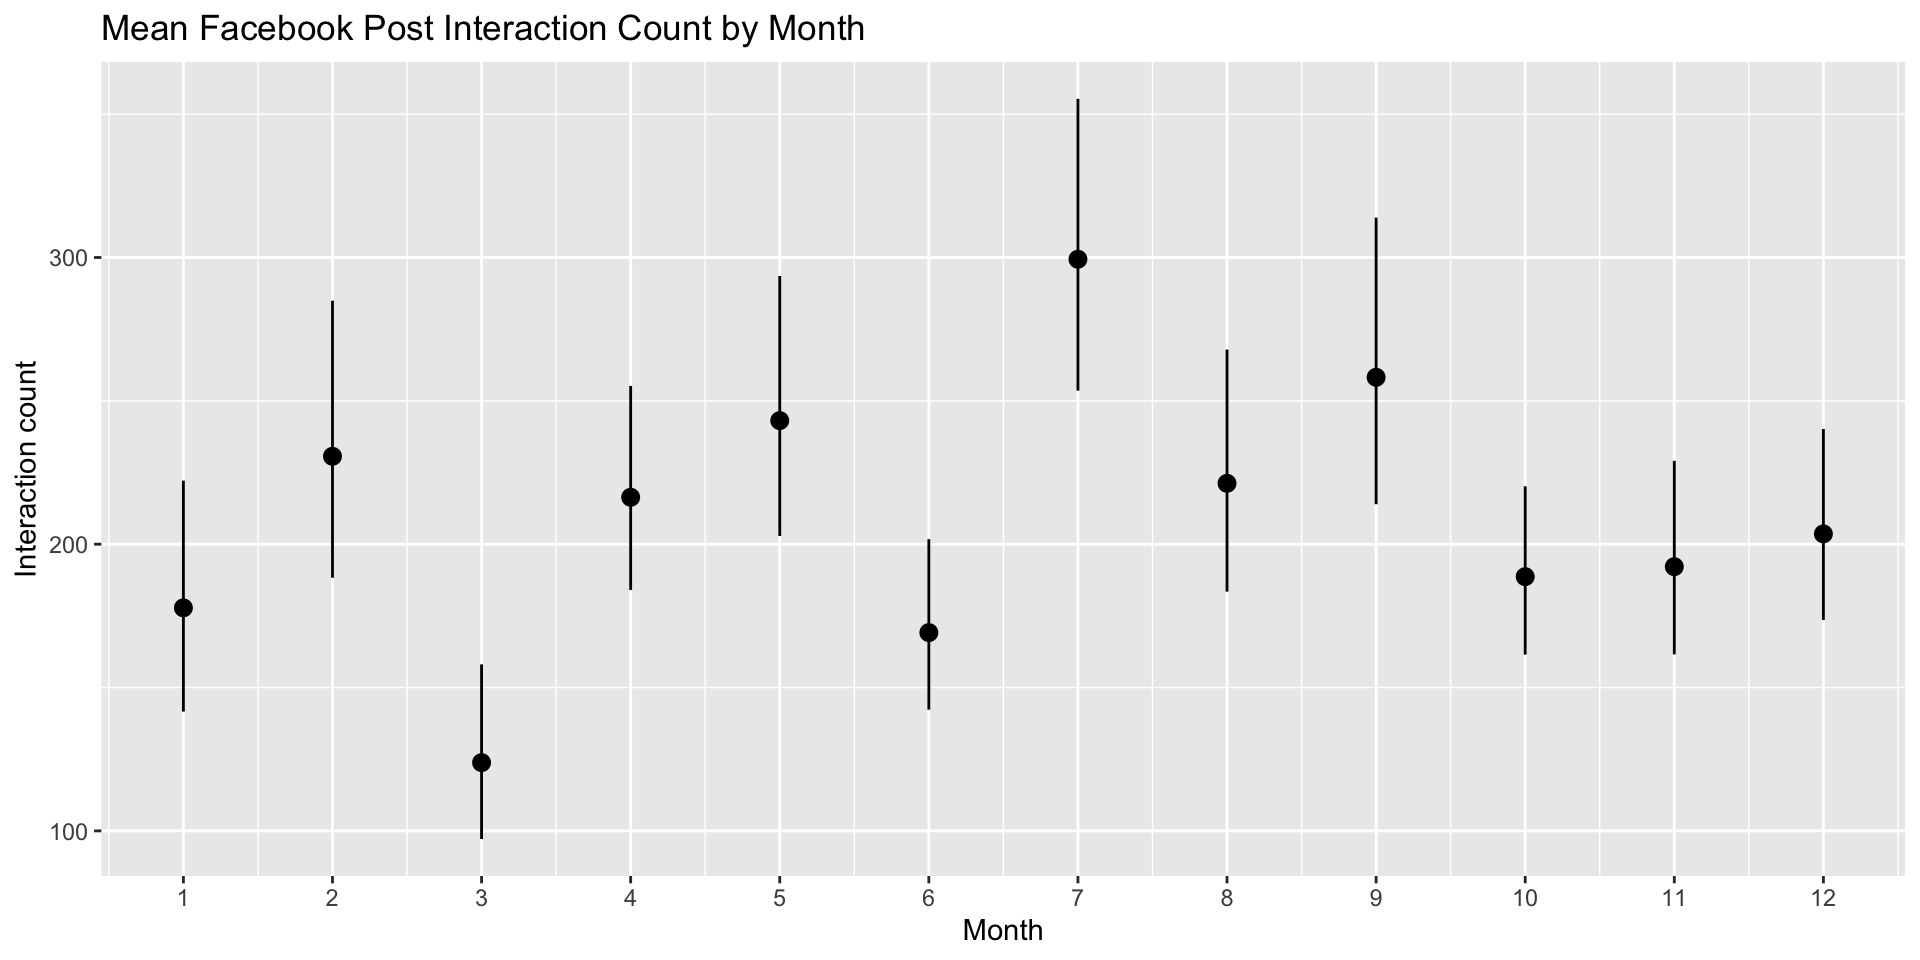 Mean Facebook Post Interaction Count by Month
Interaction count
300
200
100
1 2 3 4 5 6 7 8 9 10 11 12
Month